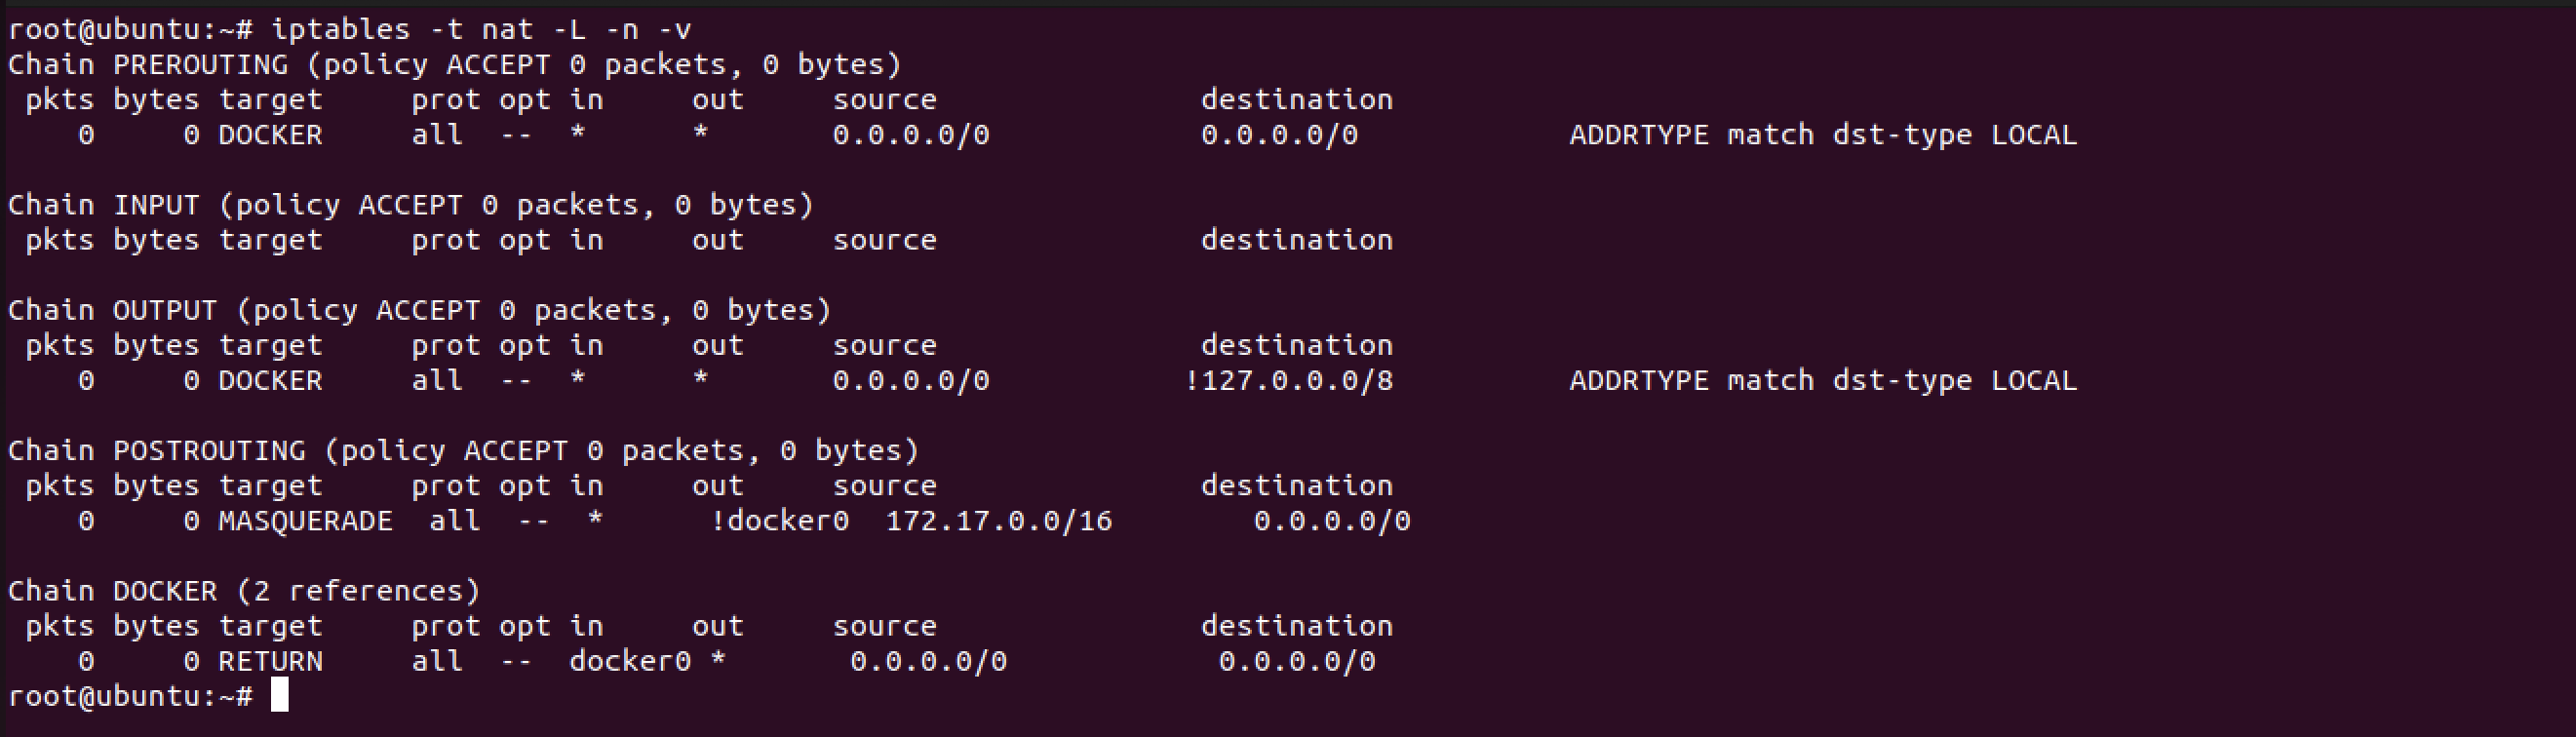 root@ubuntu:~# iptables -t nat -L -n -v
Chain PREROUTING (policy ACCEPT 0 packets, 0 bytes)
 pkts bytes target     prot opt in     out     source               destination
    0     0 DOCKER     all  --  *      *       0.0.0.0/0            0.0.0.0/0            ADDRTYPE match dst-type LOCAL

Chain INPUT (policy ACCEPT 0 packets, 0 bytes)
 pkts bytes target     prot opt in     out     source               destination

Chain OUTPUT (policy ACCEPT 0 packets, 0 bytes)
 pkts bytes target     prot opt in     out     source               destination
    0     0 DOCKER     all  --  *      *       0.0.0.0/0           !127.0.0.0/8          ADDRTYPE match dst-type LOCAL

Chain POSTROUTING (policy ACCEPT 0 packets, 0 bytes)
 pkts bytes target     prot opt in     out     source               destination
    0     0 MASQUERADE  all  --  *      !docker0  172.17.0.0/16        0.0.0.0/0

Chain DOCKER (2 references)
 pkts bytes target     prot opt in     out     source               destination
    0     0 RETURN     all  --  docker0 *       0.0.0.0/0            0.0.0.0/0
root@ubuntu:~#